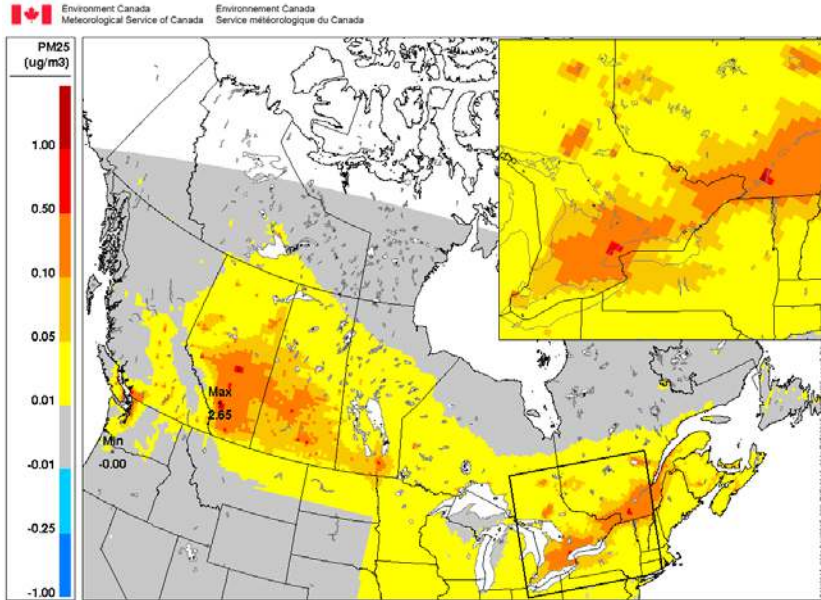 Environment Canada Environnement Canada
Meteorological Service of Canada Service météorologique du Canada
PM25
(ug/m3)
1.00
0.50
0.10
0.05
0.01
-0.01
-0.25
-1.00
Max
2.65
Min
-0.00